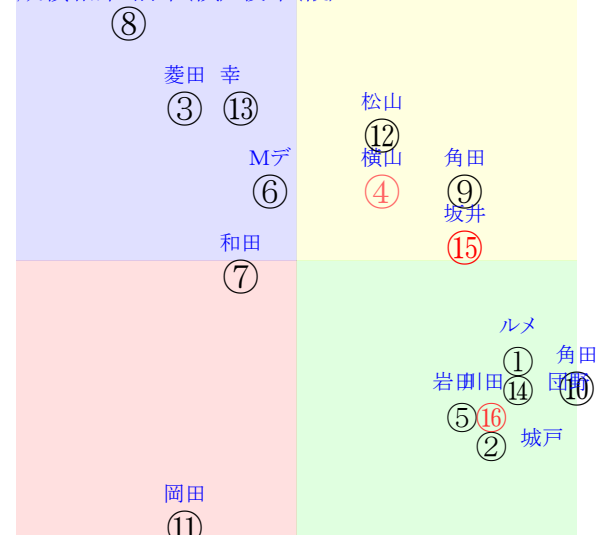 ⑧
菱田 幸
③ ⑬
松山
⑫
Mデ 横山 角田
⑥ ④ ⑨
坂井
和田 ⑮
⑦
ルメ
① 角田
岩田 川田 ⑭ 団野 ⑩
⑤ ⑯
② 城戸
岡田
⑪